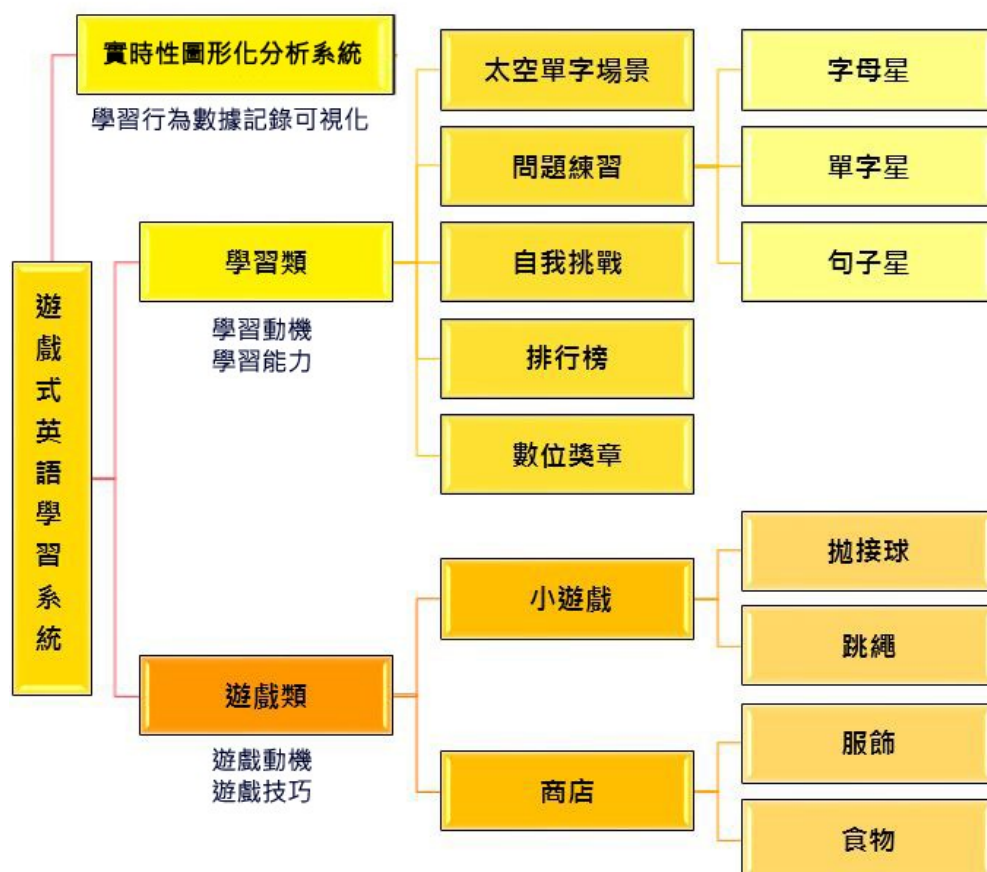 遊戲式英語學習系統
實時性圖形化分析系統
學習行為數據記錄可視化
學習類
學習動機
學習能力
太空單字場景
問題練習
字母星
單字星
句子星
自我挑戰
排行榜
數位獎章
遊戲類
遊戲動機
遊戲技巧
小遊戲
拋接球
跳繩
商店
服飾
食物